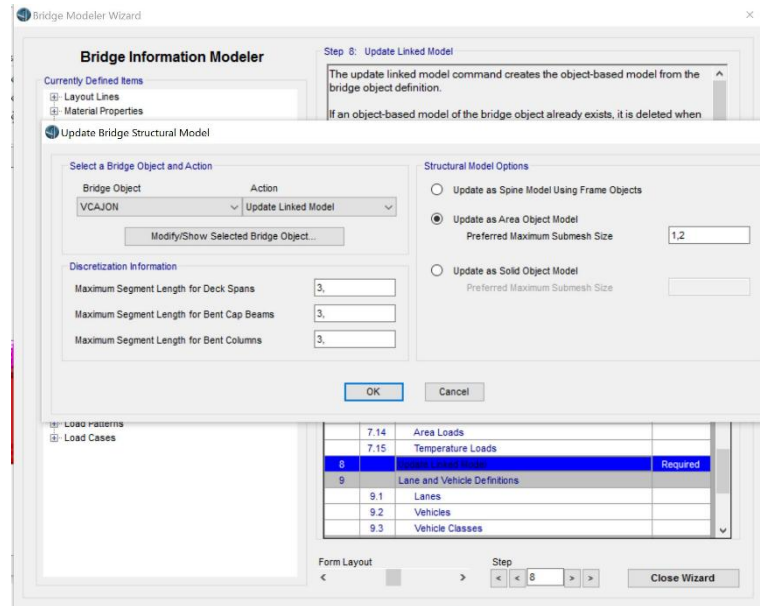 Bridge Modeler Wizard
Bridge Information Modeler
Currently Defined Items
Layout Lines
Material Properties
Step 8: Update Linked Model
The update linked model command creates the object-based model from the
bridge object definition.
If an object-based model of the bridge object already exists, it is deleted when
Update Bridge Structural Model
Select a Bridge Object and Action
Bridge Object
Action
VCAJON
Update Linked Model
Modify/Show Selected Bridge Object...
Discretization Information
Maximum Segment Length for Deck Spans
3,
Maximum Segment Length for Bent Cap Beams
3,
Maximum Segment Length for Bent Columns
3,
Structural Model Options
Update as Spine Model Using Frame Objects
Update as Area Object Model
Preferred Maximum Submesh Size
1,2
Update as Solid Object Model
Preferred Maximum Submesh Size
OK
Cancel
Load Patterns
Load Cases
7.14 Area Loads
7.15 Temperature Loads
8 Update Linked Model Required
9 Lane and Vehicle Definitions
9.1 Lanes
9.2 Vehicles
9.3 Vehicle Classes
Form Layout
< >
Step
< < 8 > >
Close Wizard